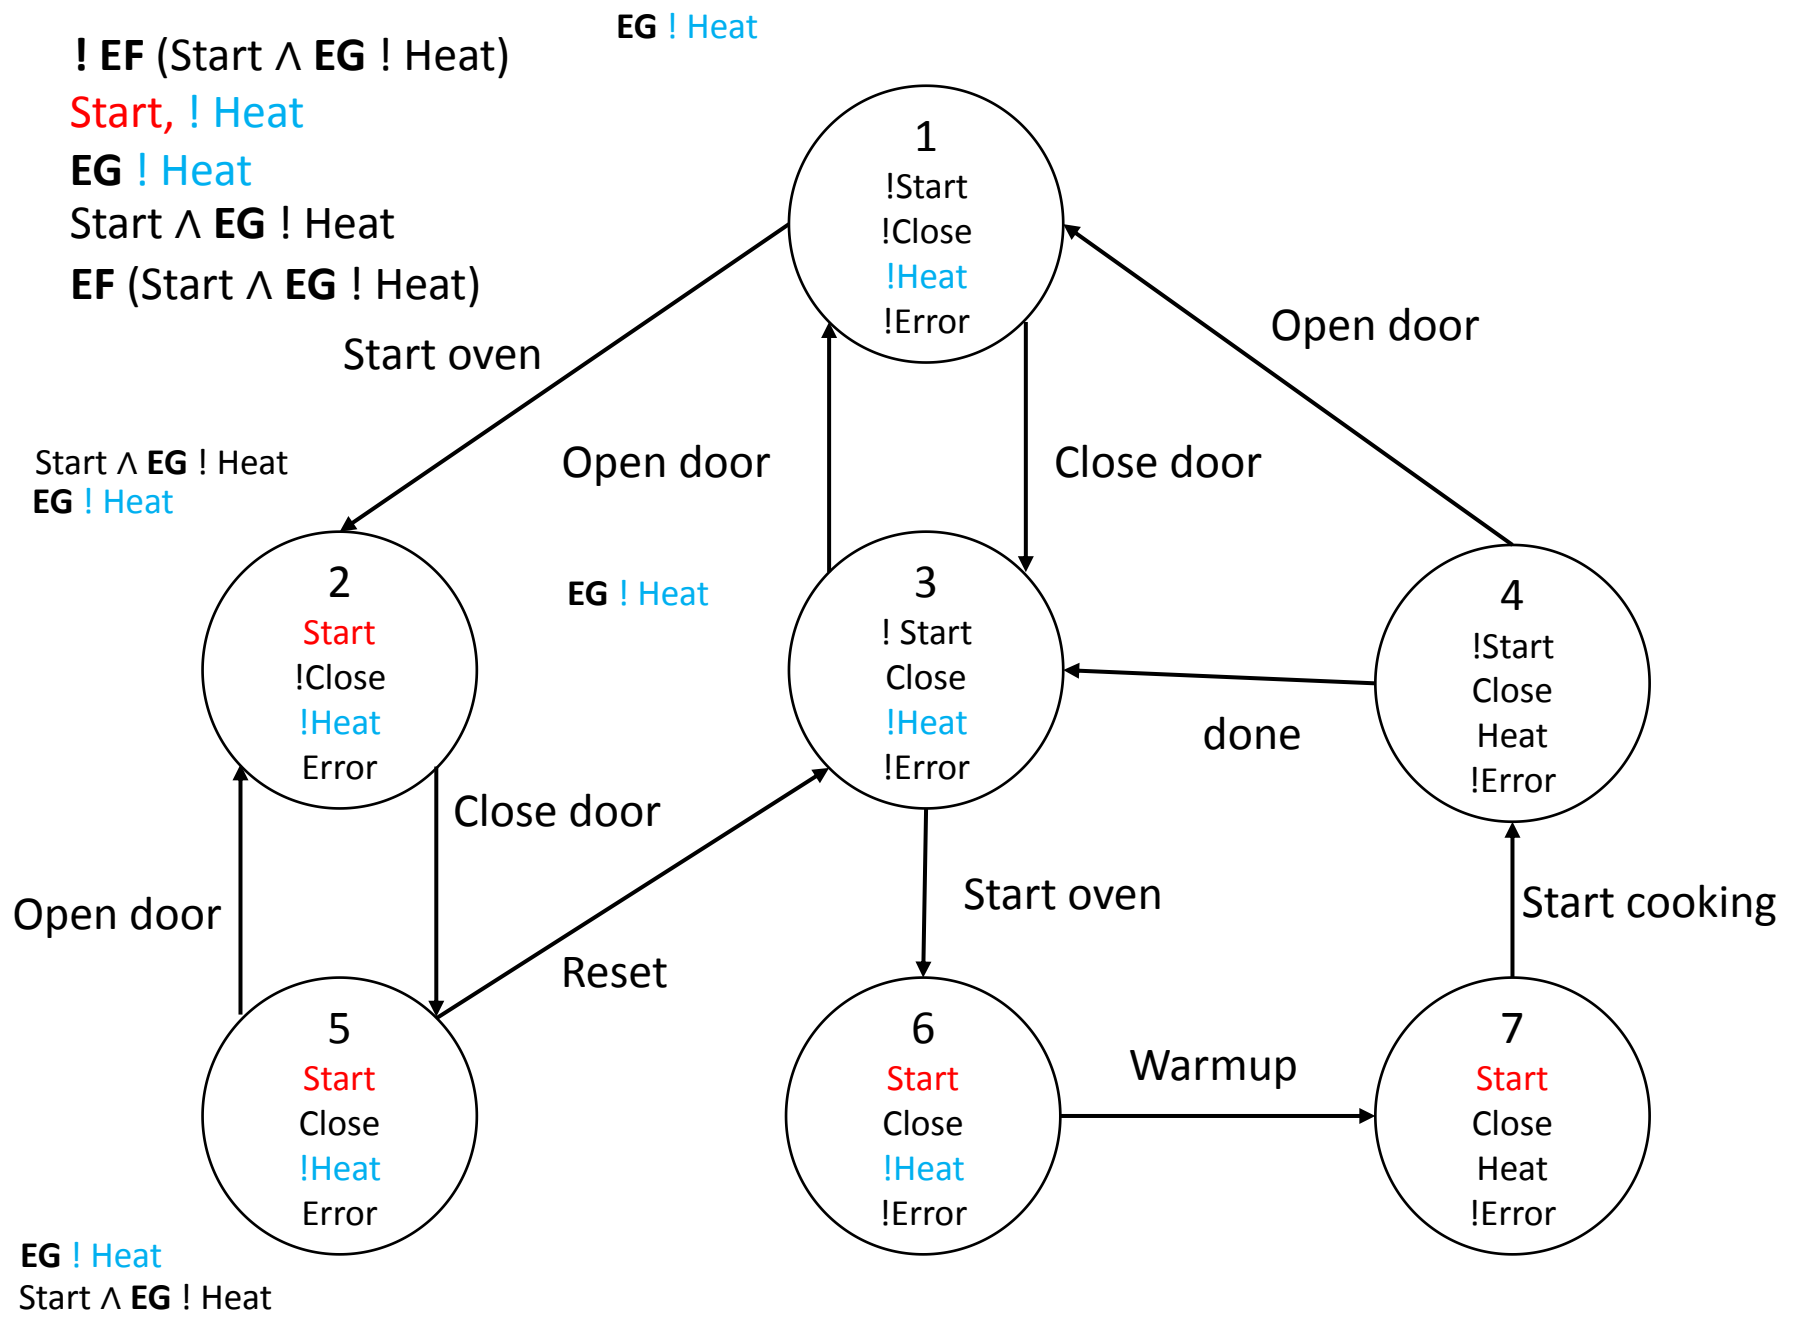 EG ! Heat
! EF (Start ∧ EG ! Heat)
Start, ! Heat
EG ! Heat
Start ∧ EG ! Heat
EF (Start ∧ EG ! Heat)
1
!Start
!Close
!Heat
!Error
Start oven
Open door
Open door
Close door
Start ∧ EG ! Heat
EG ! Heat
2
Start
!Close
!Heat
Error
EG ! Heat
3
! Start
Close
!Heat
!Error
4
!Start
Close
Heat
!Error
done
Close door
Open door
Reset
Start oven
Start cooking
5
Start
Close
!Heat
Error
6
Start
Close
!Heat
!Error
Warmup
7
Start
Close
Heat
!Error
EG ! Heat
Start ∧ EG ! Heat